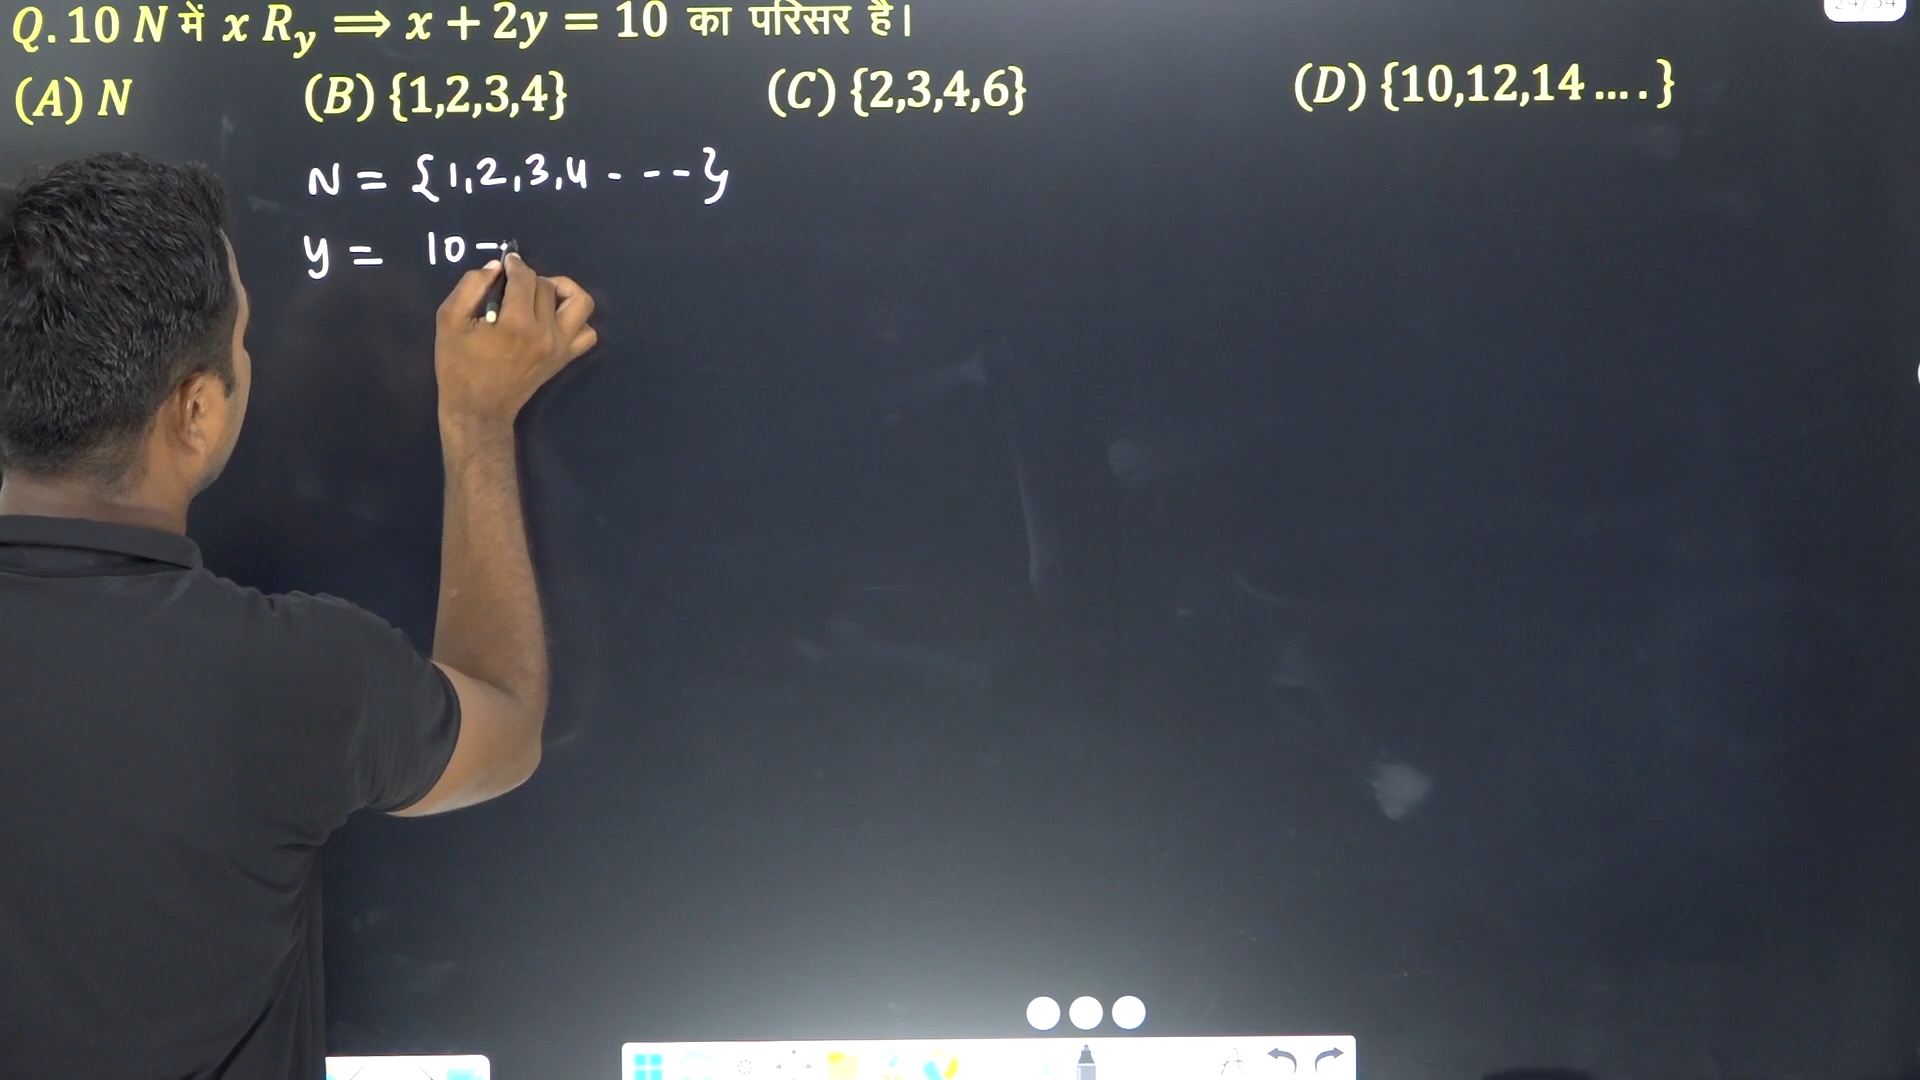 Q. 10 N में x R_y ⟹ x + 2y = 10 का परिसर है।
(A) N (B) {1,2,3,4} (C) {2,3,4,6} (D) {10,12,14 ....}
N = {1,2,3,4 - - - }
y = 10 -